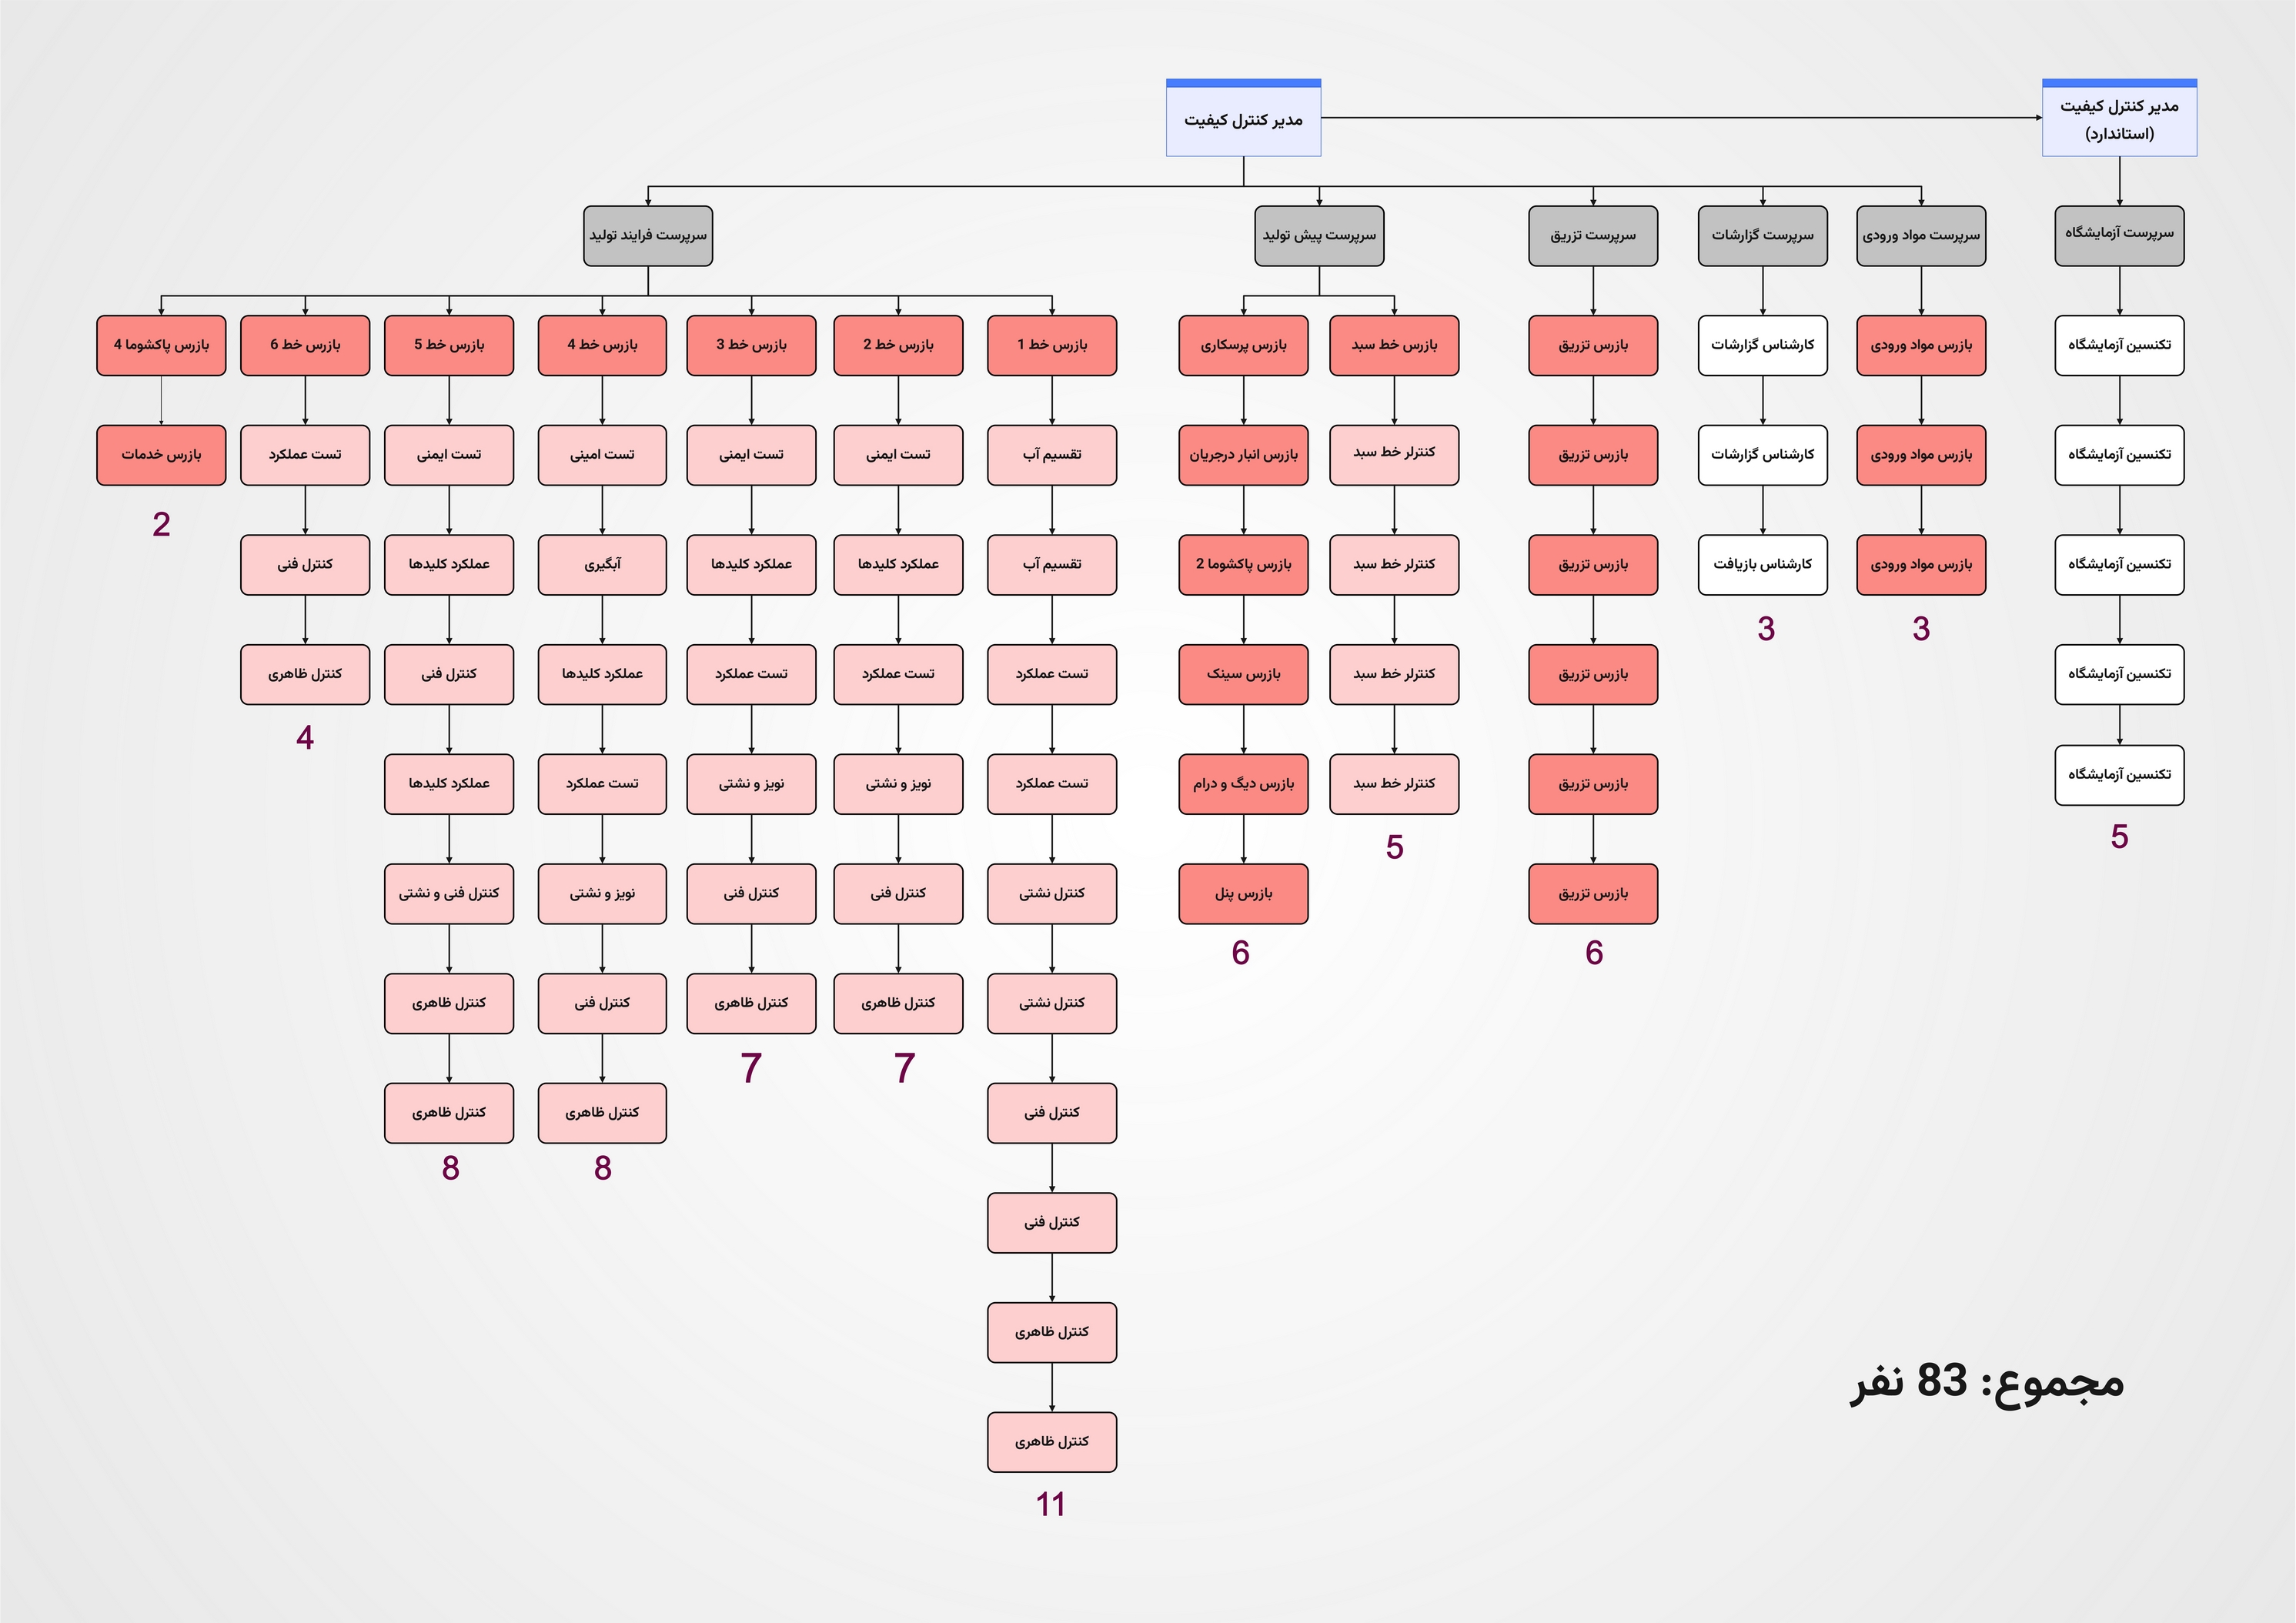 مدیر کنترل کیفیت
(استاندارد)
مدیر کنترل کیفیت
سرپرست آزمایشگاه
سرپرست مواد ورودی
سرپرست گزارشات
سرپرست تزریق
سرپرست پیش تولید
سرپرست فرایند تولید
تکنسین آزمایشگاه
تکنسین آزمایشگاه
تکنسین آزمایشگاه
تکنسین آزمایشگاه
تکنسین آزمایشگاه
5
بازرس مواد ورودی
بازرس مواد ورودی
بازرس مواد ورودی
3
کارشناس گزارشات
کارشناس گزارشات
کارشناس بازیافت
3
بازرس تزریق
بازرس تزریق
بازرس تزریق
بازرس تزریق
بازرس تزریق
بازرس تزریق
6
بازرس خط سبد
کنترلر خط سبد
کنترلر خط سبد
کنترلر خط سبد
کنترلر خط سبد
5
بازرس پرسکاری
بازرس انبار درجریان
بازرس پاکشوما 2
بازرس سینک
بازرس دیگ و درام
بازرس پنل
6
بازرس خط 1
تقسیم آب
تقسیم آب
تست عملکرد
تست عملکرد
کنترل نشتی
کنترل نشتی
کنترل فنی
کنترل فنی
کنترل ظاهری
کنترل ظاهری
11
بازرس خط 2
تست ایمنی
عملکرد کلیدها
تست عملکرد
نویز و نشتی
کنترل فنی
کنترل ظاهری
7
بازرس خط 3
تست ایمنی
عملکرد کلیدها
تست عملکرد
نویز و نشتی
کنترل فنی
کنترل ظاهری
7
بازرس خط 4
تست امینی
آبگیری
عملکرد کلیدها
تست عملکرد
نویز و نشتی
کنترل فنی
کنترل ظاهری
8
بازرس خط 5
تست ایمنی
عملکرد کلیدها
کنترل فنی
عملکرد کلیدها
کنترل فنی و نشتی
کنترل ظاهری
کنترل ظاهری
8
بازرس خط 6
تست عملکرد
کنترل فنی
کنترل ظاهری
4
بازرس پاکشوما 4
بازرس خدمات
2
مجموع: 83 نفر